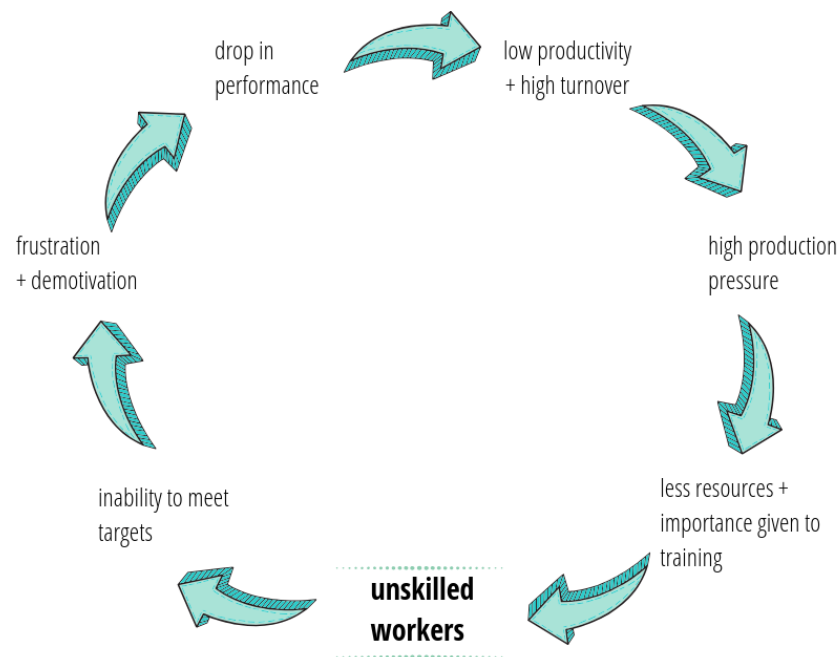 drop in
performance
low productivity
+ high turnover
high production
pressure
less resources +
importance given to
training
unskilled
workers
inability to meet
targets
frustration
+ demotivation